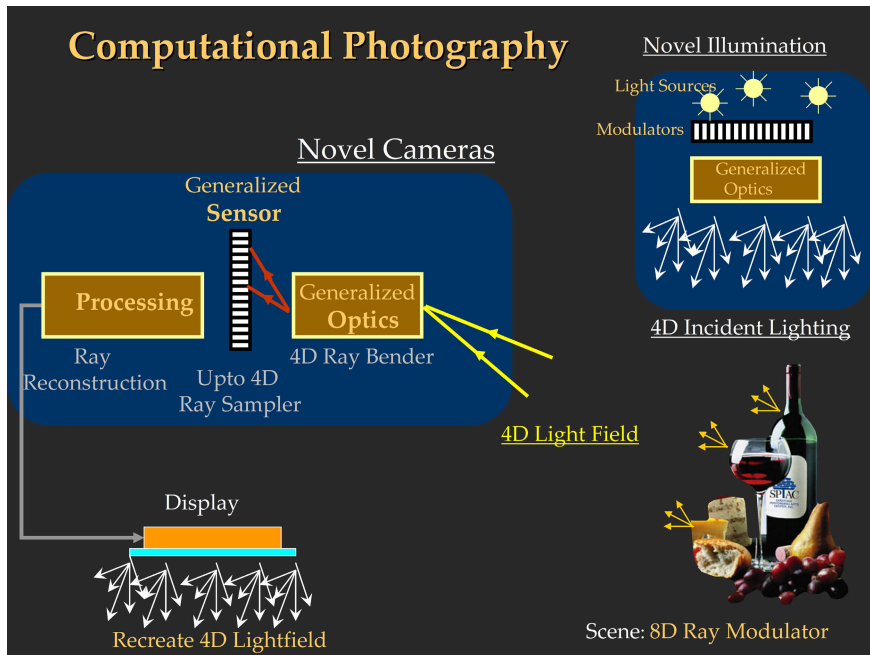 Computational Photography
Novel Illumination
Light Sources
Modulators
Generalized
Optics
4D Incident Lighting
Novel Cameras
Generalized
Sensor
Processing
Generalized
Optics
Ray
Reconstruction
Upto 4D
Ray Sampler
4D Ray Bender
4D Light Field
Display
Recreate 4D Lightfield
SPIAC
Scene: 8D Ray Modulator